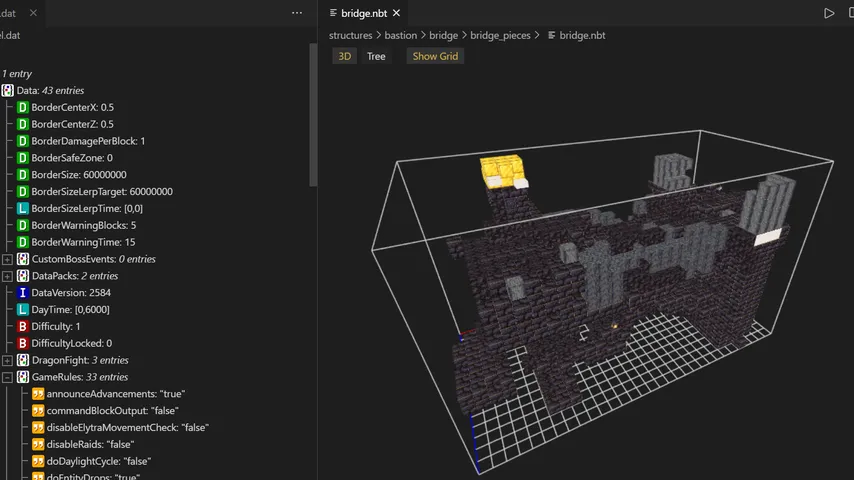 .dat
el.dat
1 entry
Data: 43 entries
D BorderCenterX: 0.5
D BorderCenterZ: 0.5
D BorderDamagePerBlock: 1
D BorderSafeZone: 0
D BorderSize: 60000000
D BorderSizeLerpTarget: 60000000
L BorderSizeLerpTime: [0,0]
D BorderWarningBlocks: 5
D BorderWarningTime: 15
CustomBossEvents: 0 entries
DataPacks: 2 entries
I DataVersion: 2584
L DayTime: [0,6000]
B Difficulty: 1
B DifficultyLocked: 0
DragonFight: 3 entries
GameRules: 33 entries
announceAdvancements: "true"
commandBlockOutput: "false"
disableElytraMovementCheck: "false"
disableRaids: "false"
doDaylightCycle: "false"
doEntityDrops: "true"
bridge.nbt
structures > bastion > bridge > bridge_pieces > bridge.nbt
3D Tree Show Grid